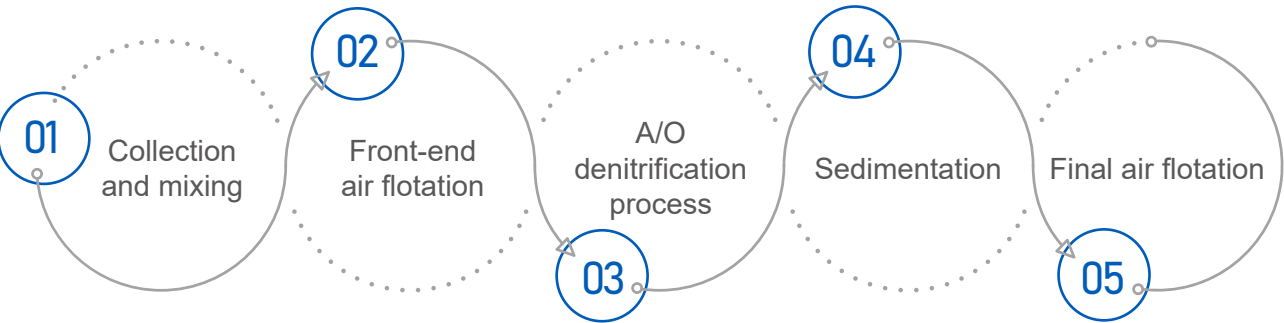 01
Collection
and mixing
02
Front-end
air flotation
03
A/O
denitrification
process
04
Sedimentation
05
Final air flotation